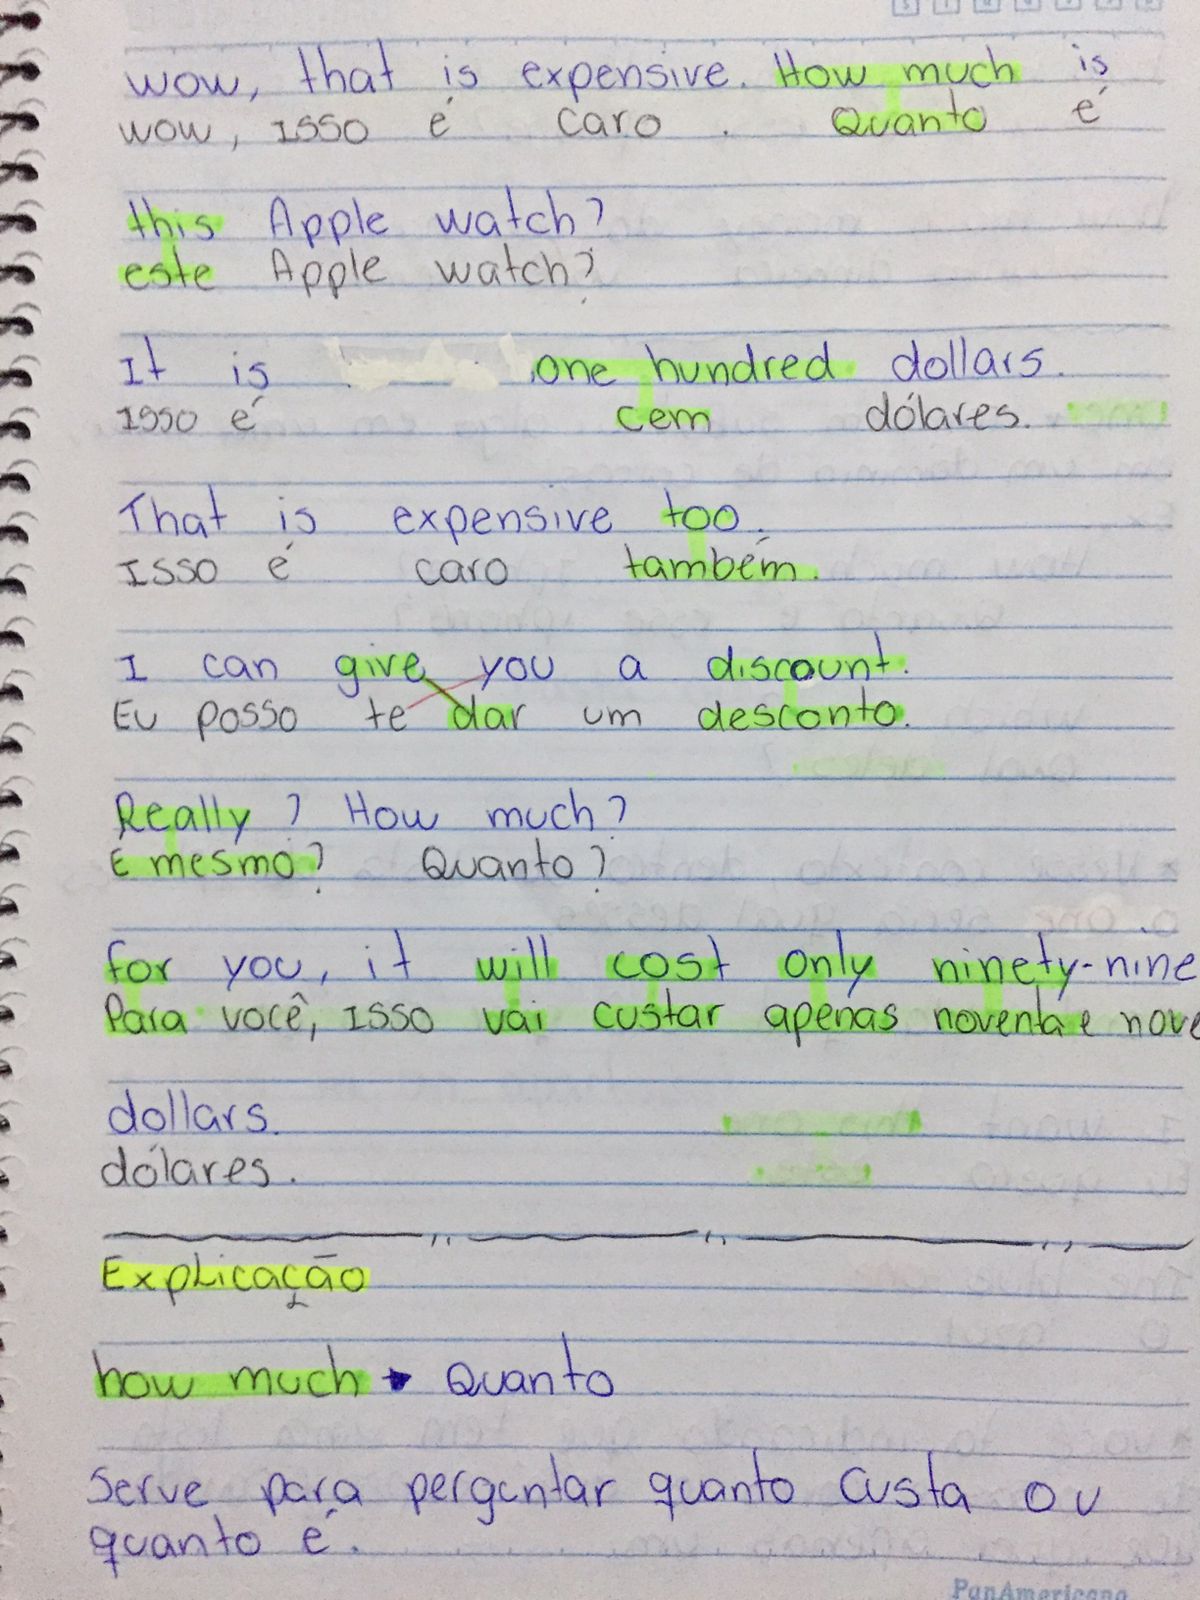 wow, that is expensive. How much is
wow, isso é caro. Quanto é
this Apple watch?
este Apple watch?
It is one hundred dollars.
Isso é cem dólares.
That is expensive too.
Isso é caro também.
I can give you a discount.
Eu posso te dar um desconto.
Really? How much?
É mesmo? Quanto?
for you, it will cost only ninety-nine
Para você, isso vai custar apenas noventa e nove
dollars.
dólares.
Explicação
how much → Quanto
Serve para perguntar quanto custa ou
quanto é.
PanAmericana